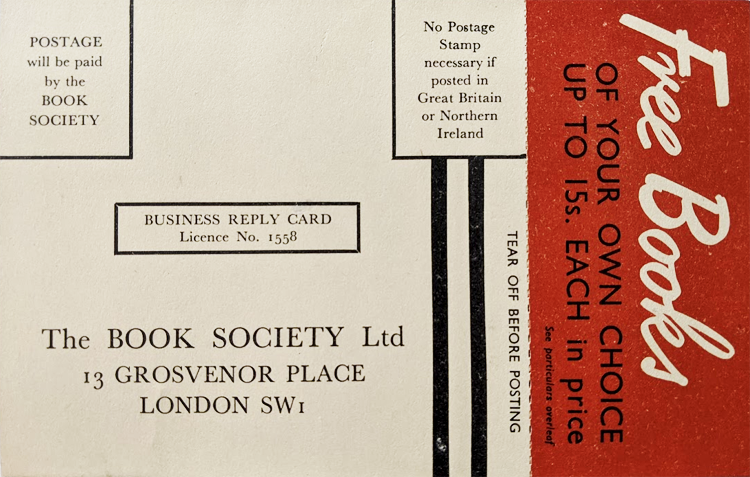 POSTAGE
will be paid
by the
BOOK
SOCIETY
No Postage
Stamp
necessary if
posted in
Great Britain
or Northern
Ireland
BUSINESS REPLY CARD
Licence No. 1558
The BOOK SOCIETY Ltd
13 GROSVENOR PLACE
LONDON SW1
TEAR OFF BEFORE POSTING
Free Books
OF YOUR OWN CHOICE
UP TO 15s. EACH in price
See particulars overleaf